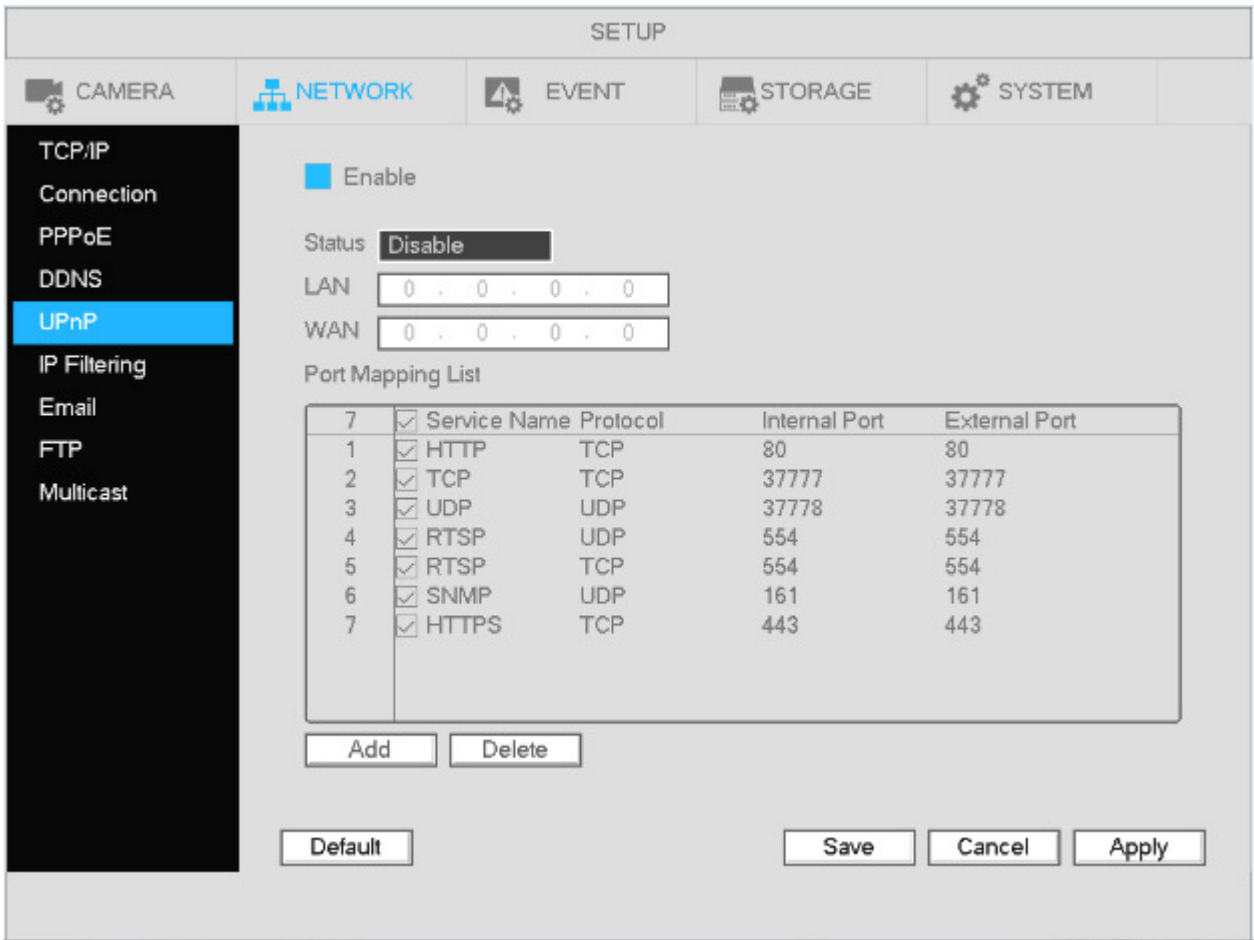 SETUP
CAMERA NETWORK EVENT STORAGE SYSTEM
TCP/IP
Connection
PPPoE
DDNS
UPnP
IP Filtering
Email
FTP
Multicast
Enable
Status Disable
LAN 0 . 0 . 0 . 0
WAN 0 . 0 . 0 . 0
Port Mapping List
7 Service Name Protocol Internal Port External Port
1 HTTP TCP 80 80
2 TCP TCP 37777 37777
3 UDP UDP 37778 37778
4 RTSP UDP 554 554
5 RTSP TCP 554 554
6 SNMP UDP 161 161
7 HTTPS TCP 443 443
Add Delete
Default Save Cancel Apply